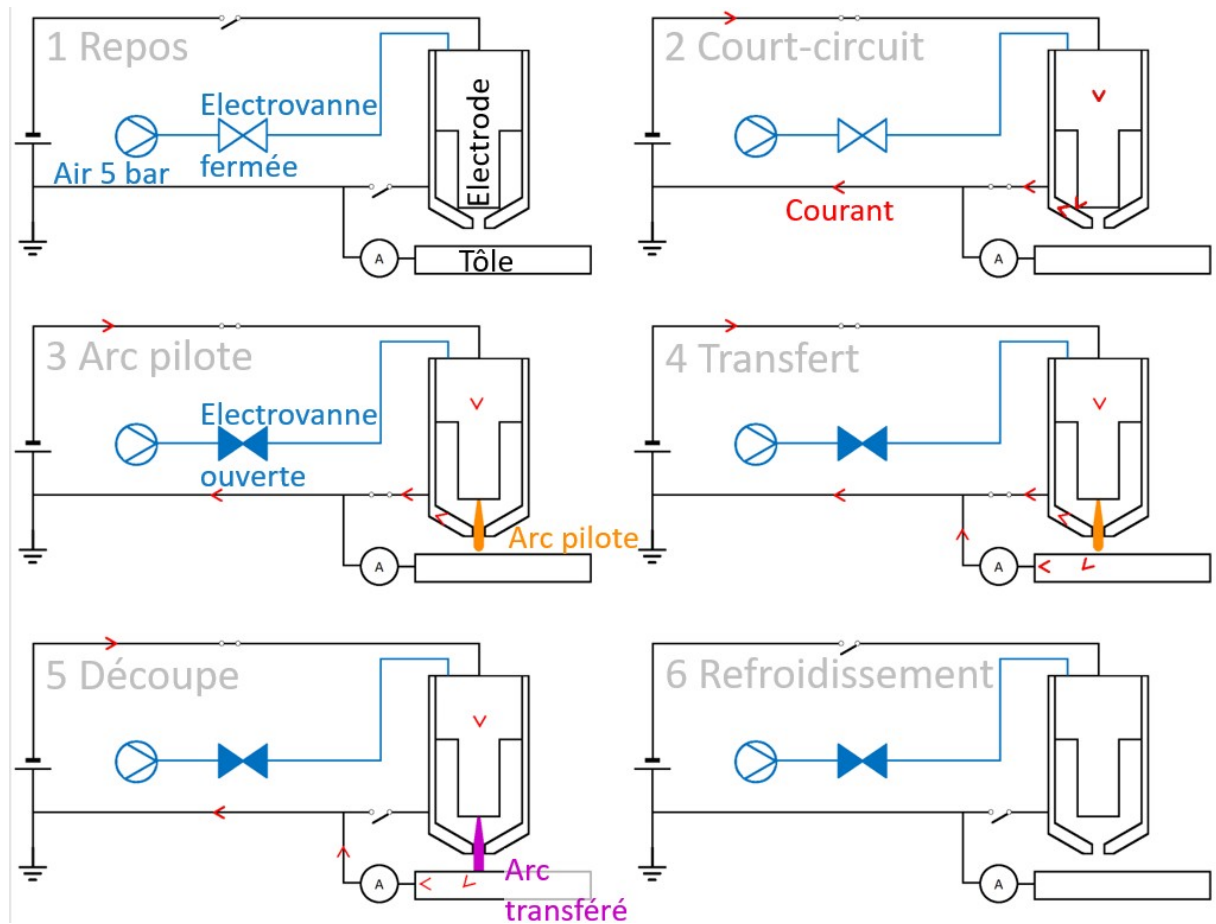 1 Repos
Electrovanne
fermée
Air 5 bar
Electrode
A
Tôle
2 Court-circuit
Courant
A
3 Arc pilote
Electrovanne
ouverte
Arc pilote
A
4 Transfert
A
5 Découpe
A
Arc
transféré
6 Refroidissement
A